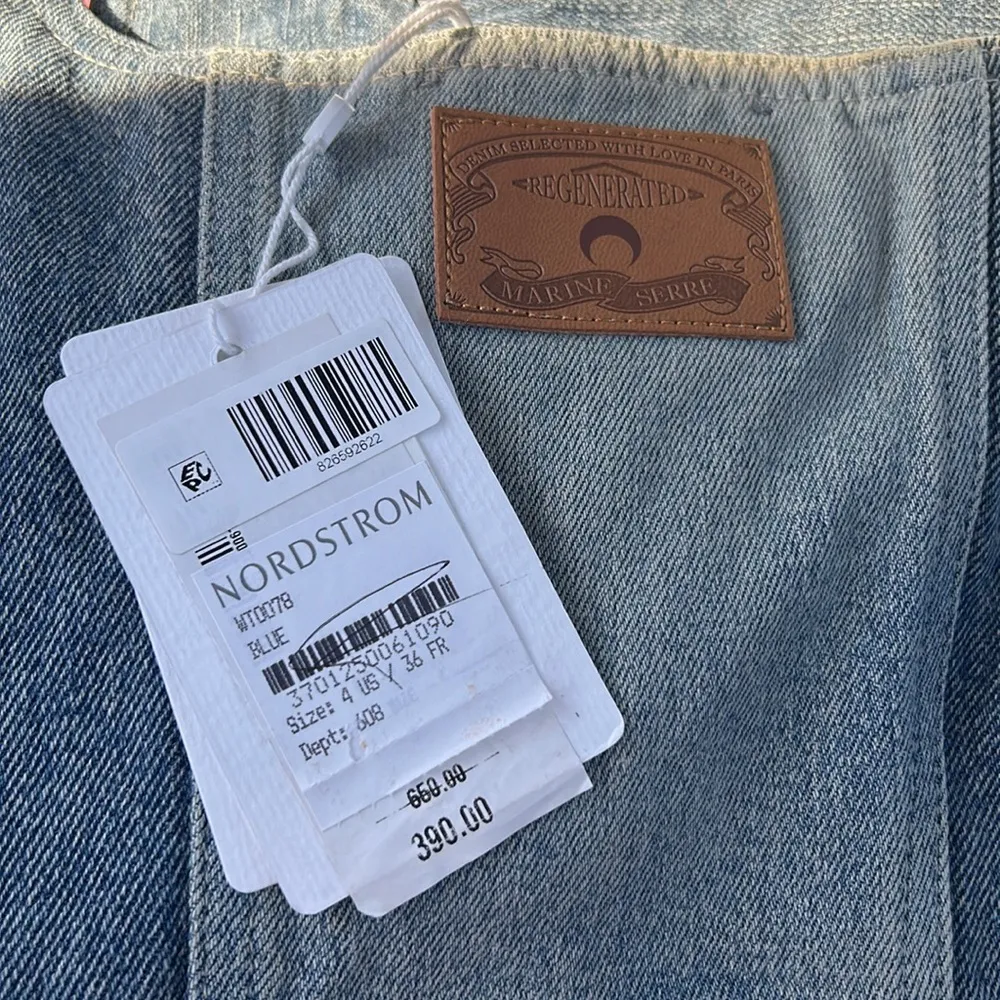 DENIM SELECTED WITH LOVE IN PARIS
REGENERATED
MARINE SERRE
826592622
NORDSTROM
WT0078
BLUE
3701250061090
Size: 4 US / 36 FR
Dept: 608
650.00
390.00